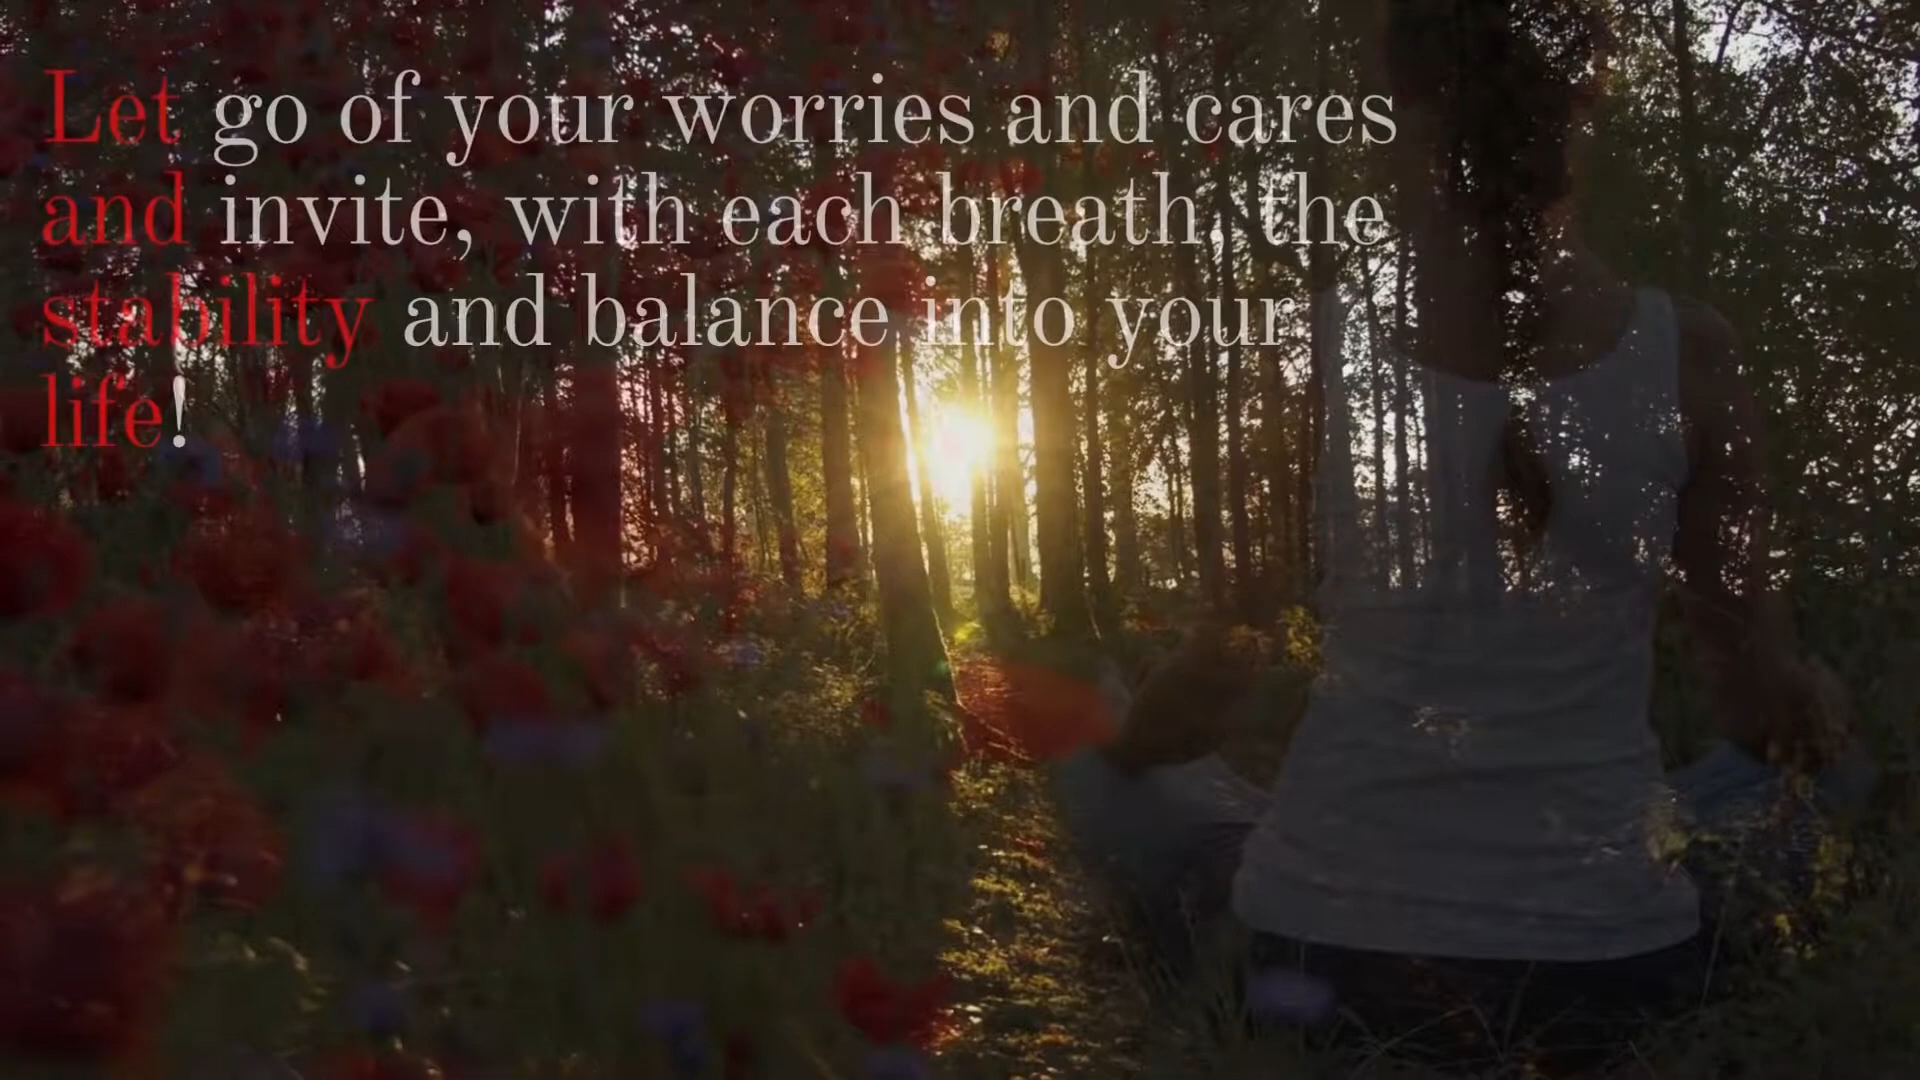 Let go of your worries and cares
and invite, with each breath, the
stability and balance into your
life!